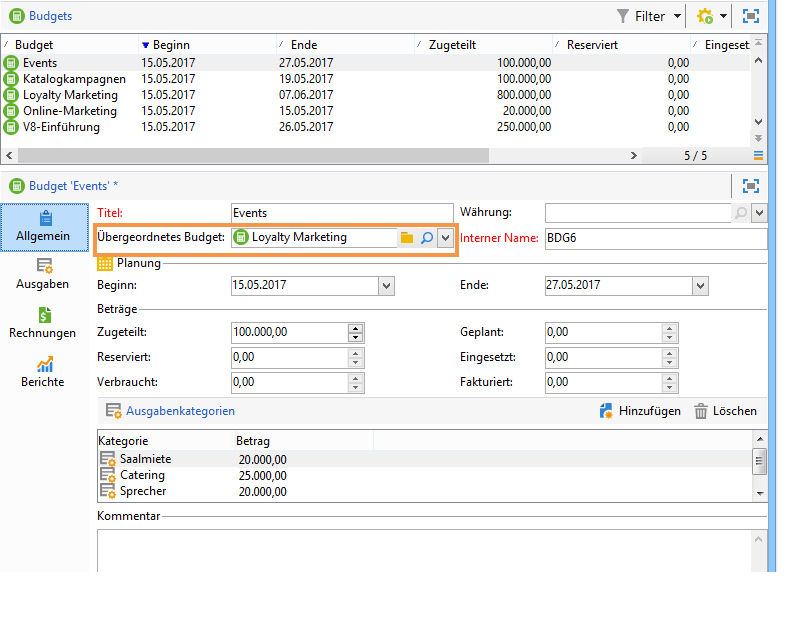 Budgets Filter
Budget Beginn Ende Zugeteilt Reserviert Eingeset
Events 15.05.2017 27.05.2017 100.000,00 0,00
Katalogkampagnen 15.05.2017 19.05.2017 100.000,00 0,00
Loyalty Marketing 15.05.2017 07.06.2017 800.000,00 0,00
Online-Marketing 15.05.2017 15.05.2017 20.000,00 0,00
V8-Einführung 15.05.2017 26.05.2017 250.000,00 0,00
5 / 5
Budget 'Events' *
Allgemein
Ausgaben
Rechnungen
Berichte
Titel: Events Währung:
Übergeordnetes Budget: Loyalty Marketing Interner Name: BDG6
Planung
Beginn: 15.05.2017 Ende: 27.05.2017
Beträge
Zugeteilt: 100.000,00 Geplant: 0,00
Reserviert: 0,00 Eingesetzt: 0,00
Verbraucht: 0,00 Fakturiert: 0,00
Ausgabenkategorien Hinzufügen Löschen
Kategorie Betrag
Saalmiete 20.000,00
Catering 25.000,00
Sprecher 20.000,00
Kommentar